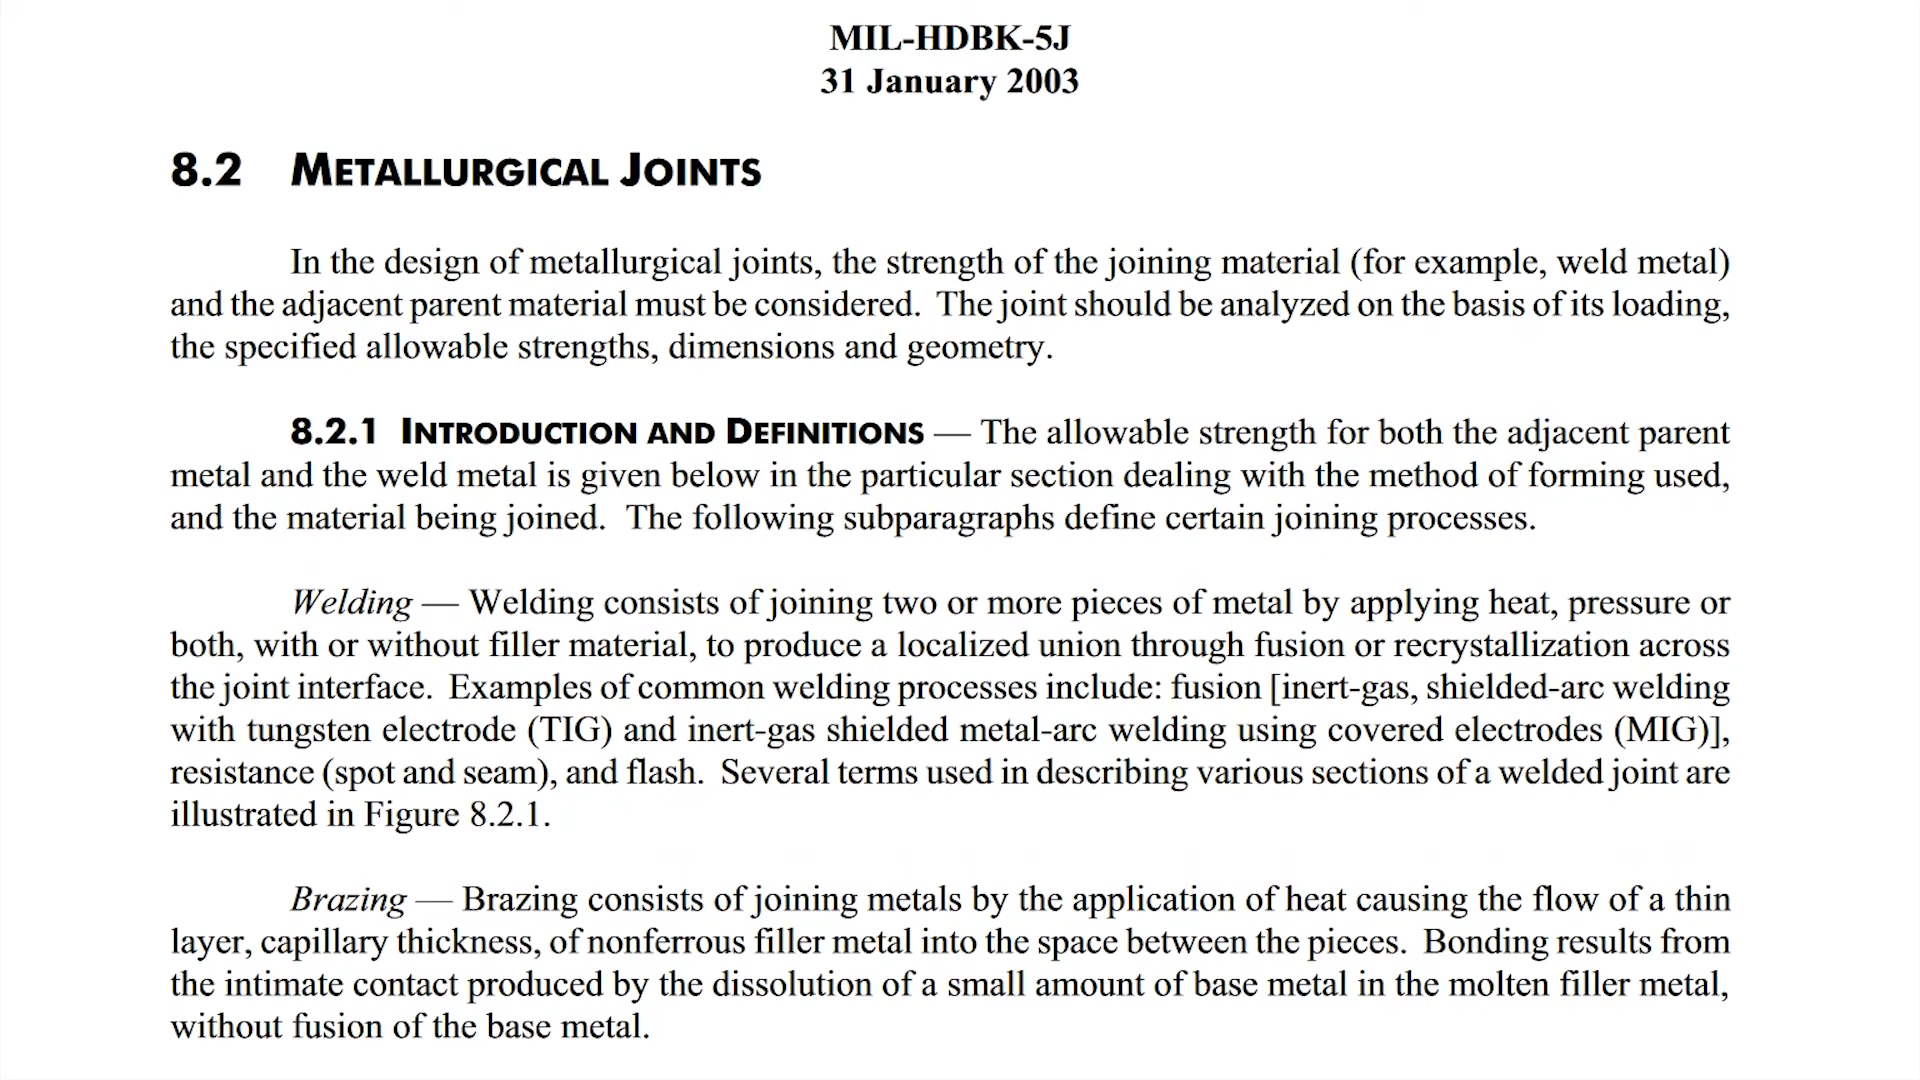 MIL-HDBK-5J
31 January 2003
8.2 METALLURGICAL JOINTS
In the design of metallurgical joints, the strength of the joining material (for example, weld metal)
and the adjacent parent material must be considered. The joint should be analyzed on the basis of its loading,
the specified allowable strengths, dimensions and geometry.
8.2.1 INTRODUCTION AND DEFINITIONS — The allowable strength for both the adjacent parent
metal and the weld metal is given below in the particular section dealing with the method of forming used,
and the material being joined. The following subparagraphs define certain joining processes.
Welding — Welding consists of joining two or more pieces of metal by applying heat, pressure or
both, with or without filler material, to produce a localized union through fusion or recrystallization across
the joint interface. Examples of common welding processes include: fusion [inert-gas, shielded-arc welding
with tungsten electrode (TIG) and inert-gas shielded metal-arc welding using covered electrodes (MIG)],
resistance (spot and seam), and flash. Several terms used in describing various sections of a welded joint are
illustrated in Figure 8.2.1.
Brazing — Brazing consists of joining metals by the application of heat causing the flow of a thin
layer, capillary thickness, of nonferrous filler metal into the space between the pieces. Bonding results from
the intimate contact produced by the dissolution of a small amount of base metal in the molten filler metal,
without fusion of the base metal.